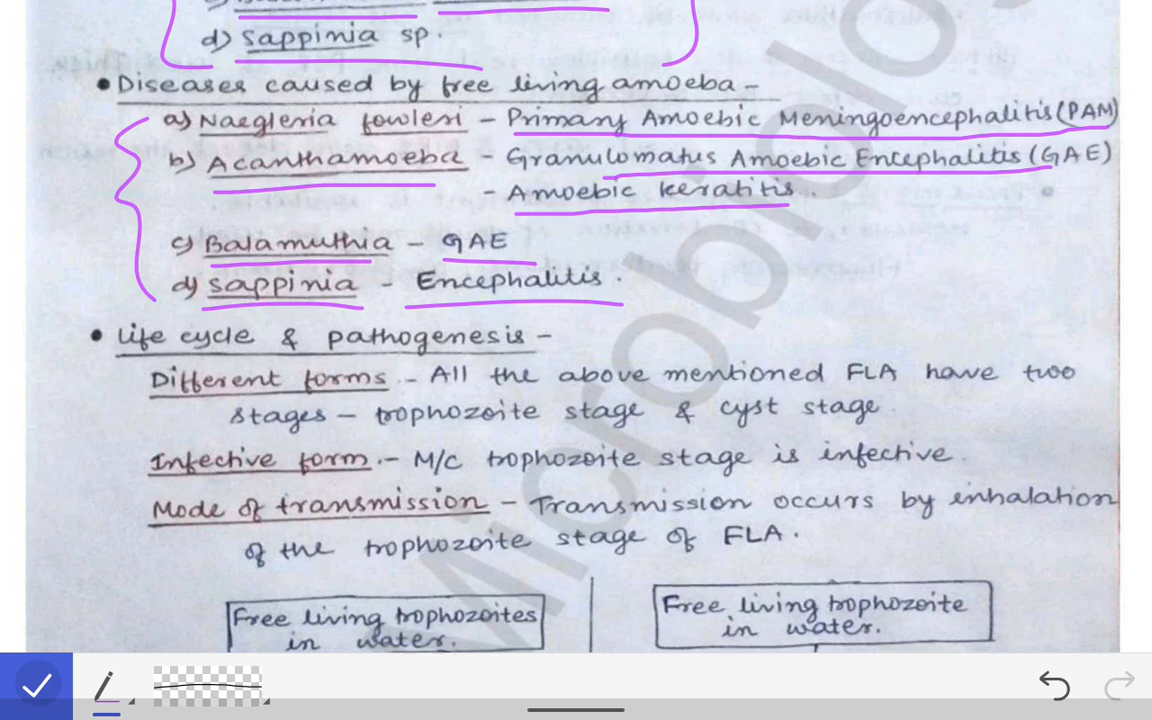 d) Sappinia sp.
• Diseases caused by free living amoeba -
a) Naegleria fowleri - Primary Amoebic Meningoencephalitis (PAM)
b) Acanthamoeba - Granulomatus Amoebic Encephalitis (GAE)
- Amoebic keratitis.
c) Balamuthia - GAE
d) sappinia - Encephalitis.
• Life cycle & pathogenesis -
Different forms - All the above mentioned FLA have two
stages - trophozoite stage & cyst stage
Infective form - M/C trophozoite stage is infective.
Mode of transmission - Transmission occurs by inhalation
of the trophozoite stage of FLA.
Free living trophozoites
in water.
Free living trophozoite
in water.
Microbiolo